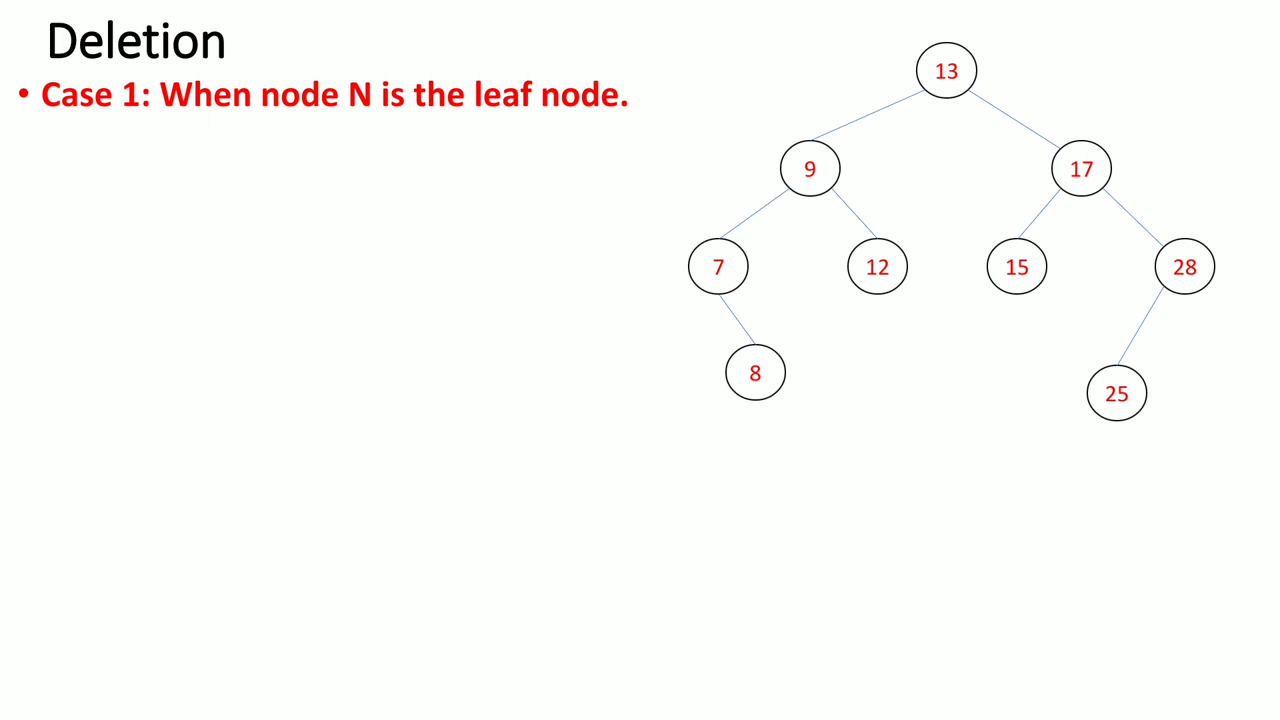 Deletion
• Case 1: When node N is the leaf node.
13
9 17
7 12 15 28
8
25